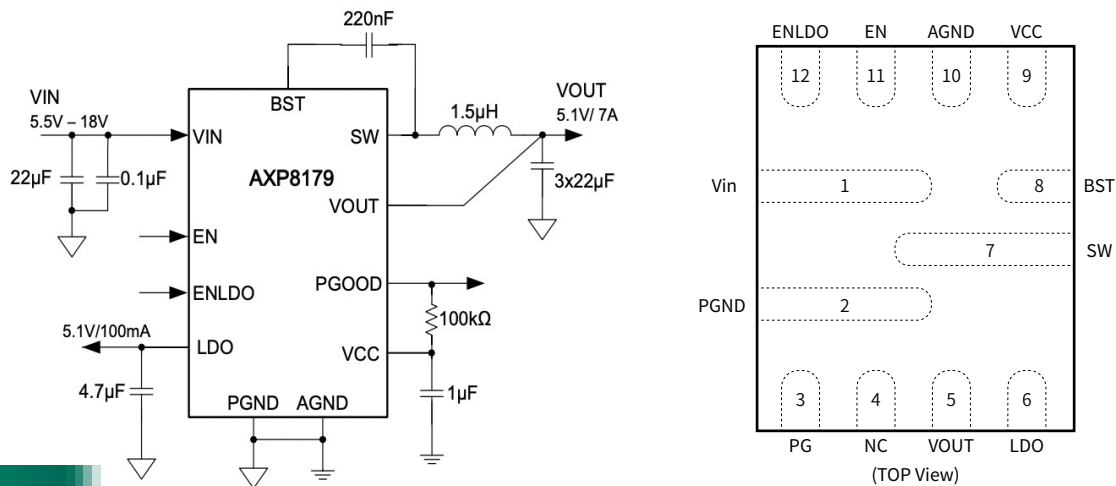 220nF
VIN
5.5V – 18V
22µF
0.1µF
BST
VIN
SW
AXP8179
VOUT
EN
PGOOD
ENLDO
LDO
VCC
PGND AGND
1.5µH
VOUT
5.1V/ 7A
3x22µF
100kΩ
1µF
5.1V/100mA
4.7µF
ENLDO EN AGND VCC
12 11 10 9
Vin 1 8 BST
7 SW
PGND 2
3 4 5 6
PG NC VOUT LDO
(TOP View)